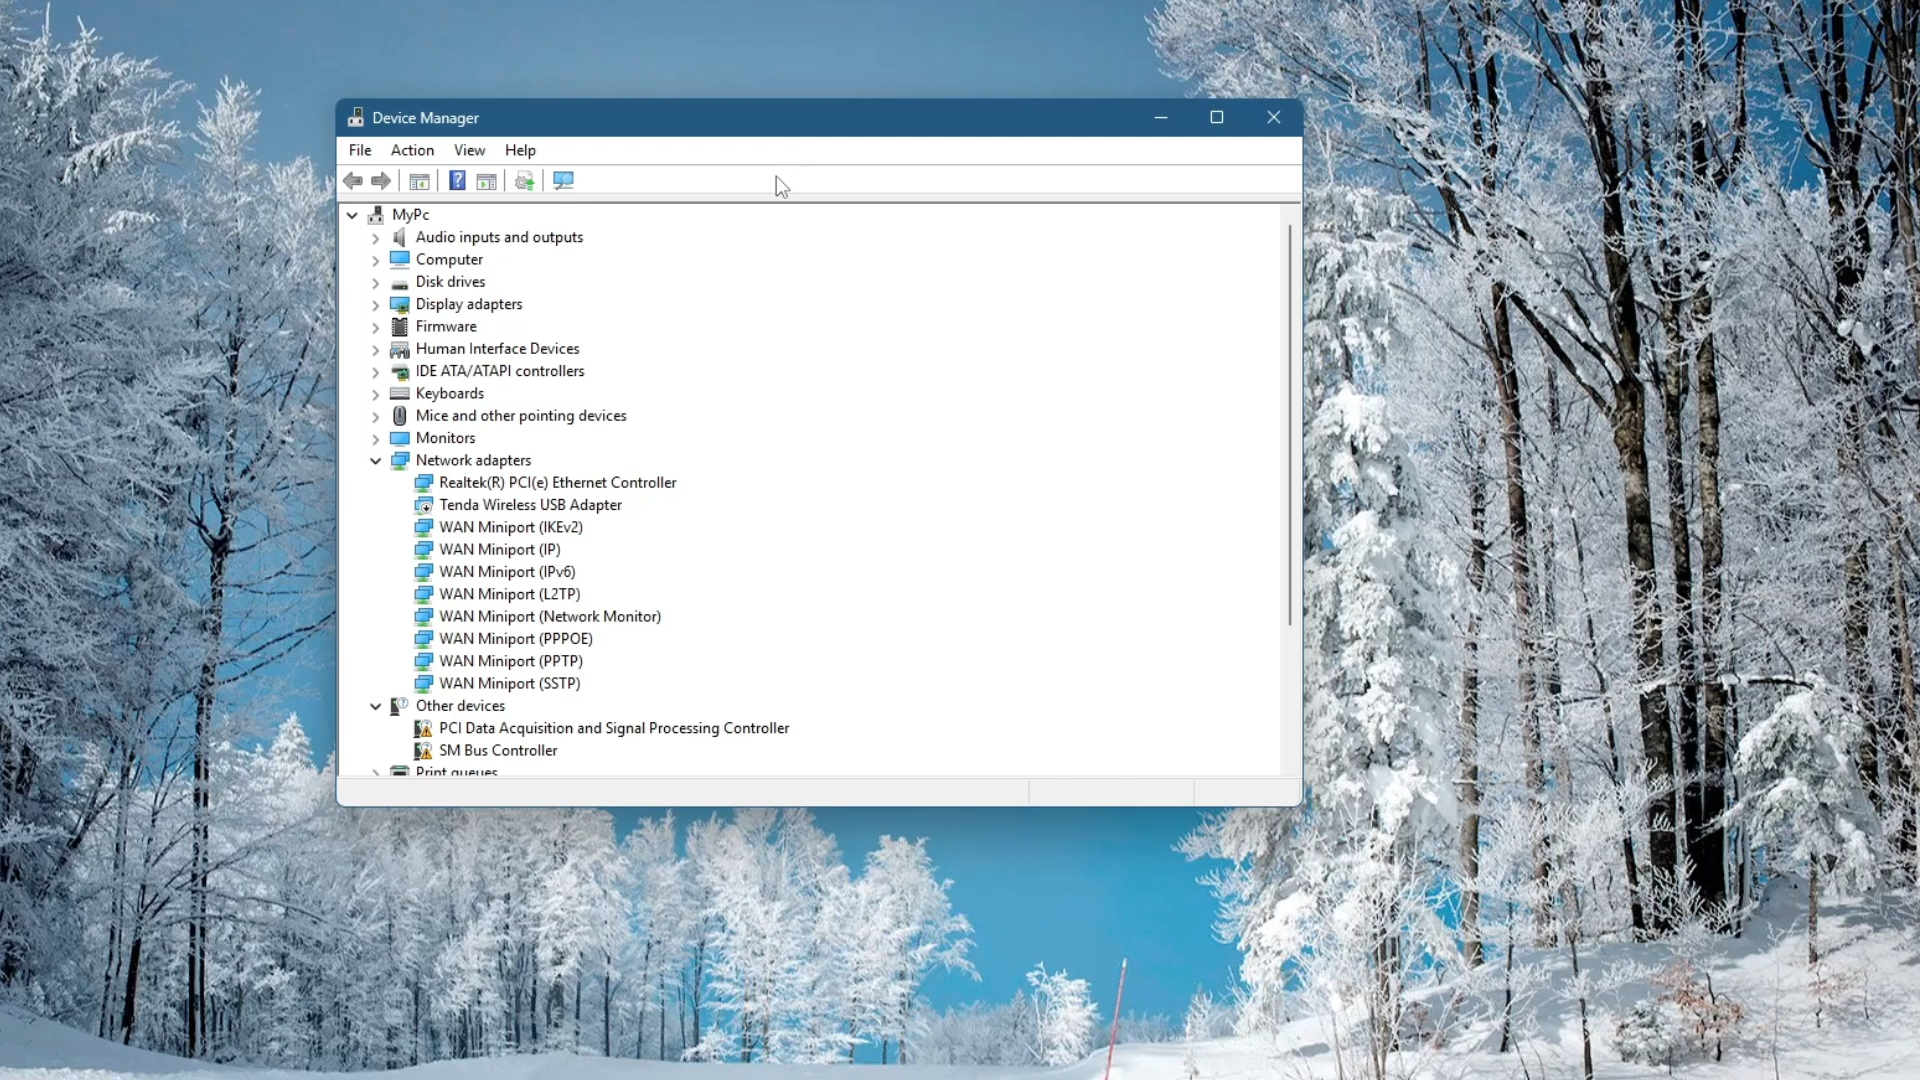 Device Manager
File Action View Help
MyPc
Audio inputs and outputs
Computer
Disk drives
Display adapters
Firmware
Human Interface Devices
IDE ATA/ATAPI controllers
Keyboards
Mice and other pointing devices
Monitors
Network adapters
Realtek(R) PCI(e) Ethernet Controller
Tenda Wireless USB Adapter
WAN Miniport (IKEv2)
WAN Miniport (IP)
WAN Miniport (IPv6)
WAN Miniport (L2TP)
WAN Miniport (Network Monitor)
WAN Miniport (PPPOE)
WAN Miniport (PPTP)
WAN Miniport (SSTP)
Other devices
PCI Data Acquisition and Signal Processing Controller
SM Bus Controller
Print queues